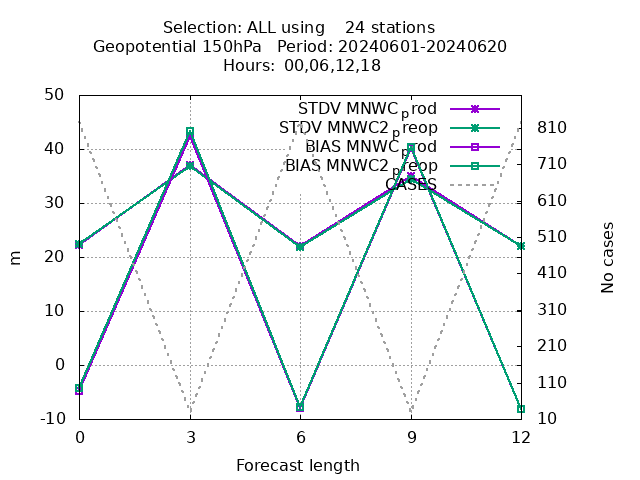 Selection: ALL using 24 stations
Geopotential 150hPa Period: 20240601-20240620
Hours: 00,06,12,18
STDV MNWC_prod
STDV MNWC2_preop
BIAS MNWC_prod
BIAS MNWC2_preop
CASES
50
40
30
20
10
0
-10
m
810
710
610
510
410
310
210
110
10
No cases
0 3 6 9 12
Forecast length